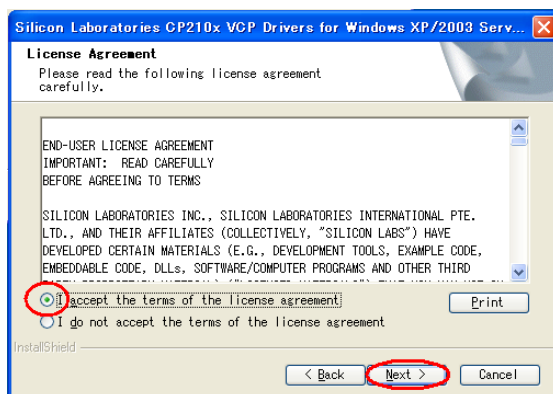 Silicon Laboratories CP210x VCP Drivers for Windows XP/2003 Serv...
License Agreement
Please read the following license agreement
carefully.
END-USER LICENSE AGREEMENT
IMPORTANT: READ CAREFULLY
BEFORE AGREEING TO TERMS
SILICON LABORATORIES INC., SILICON LABORATORIES INTERNATIONAL PTE.
LTD., AND THEIR AFFILIATES (COLLECTIVELY, "SILICON LABS") HAVE
DEVELOPED CERTAIN MATERIALS (E.G., DEVELOPMENT TOOLS, EXAMPLE CODE,
EMBEDDABLE CODE, DLLs, SOFTWARE/COMPUTER PROGRAMS AND OTHER THIRD
I accept the terms of the license agreement
Print
I do not accept the terms of the license agreement
InstallShield
< Back
Next >
Cancel